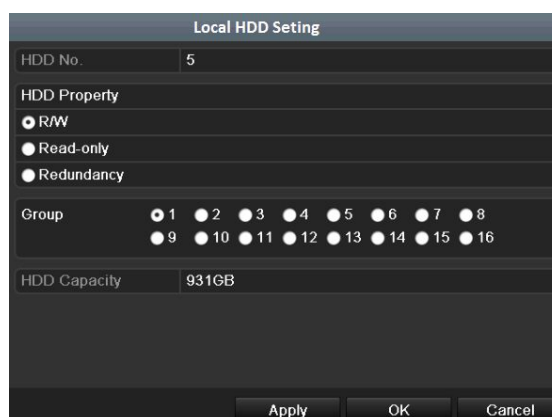 Local HDD Seting
HDD No. 5
HDD Property
R/W
Read-only
Redundancy
Group 1 2 3 4 5 6 7 8
9 10 11 12 13 14 15 16
HDD Capacity 931GB
Apply OK Cancel